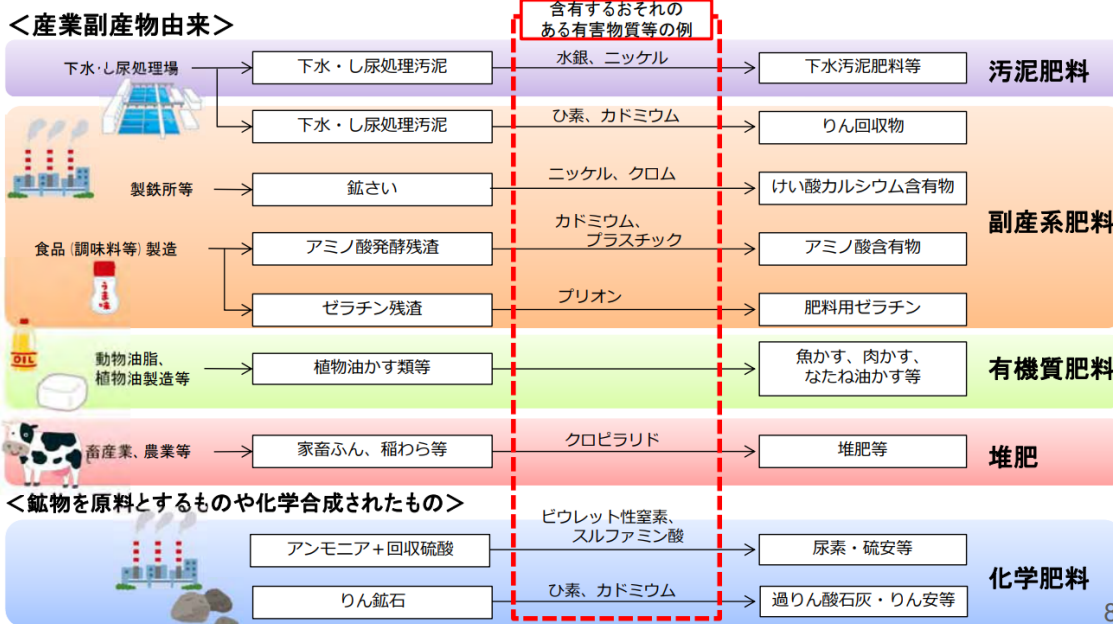 ＜産業副産物由来＞
含有するおそれの
ある有害物質等の例
下水・し尿処理場
下水・し尿処理汚泥
水銀、ニッケル
下水汚泥肥料等
汚泥肥料
下水・し尿処理汚泥
ひ素、カドミウム
りん回収物
製鉄所等
鉱さい
ニッケル、クロム
けい酸カルシウム含有物
副産系肥料
食品（調味料等）製造
アミノ酸発酵残渣
カドミウム、
プラスチック
アミノ酸含有物
うま味
ゼラチン残渣
プリオン
肥料用ゼラチン
OIL
動物油脂、
植物油製造等
植物油かす類等
魚かす、肉かす、
なたね油かす等
有機質肥料
畜産業、農業等
家畜ふん、稲わら等
クロピラリド
堆肥等
堆肥
＜鉱物を原料とするものや化学合成されたもの＞
アンモニア＋回収硫酸
ビウレット性窒素、
スルファミン酸
尿素・硫安等
化学肥料
りん鉱石
ひ素、カドミウム
過りん酸石灰・りん安等
8